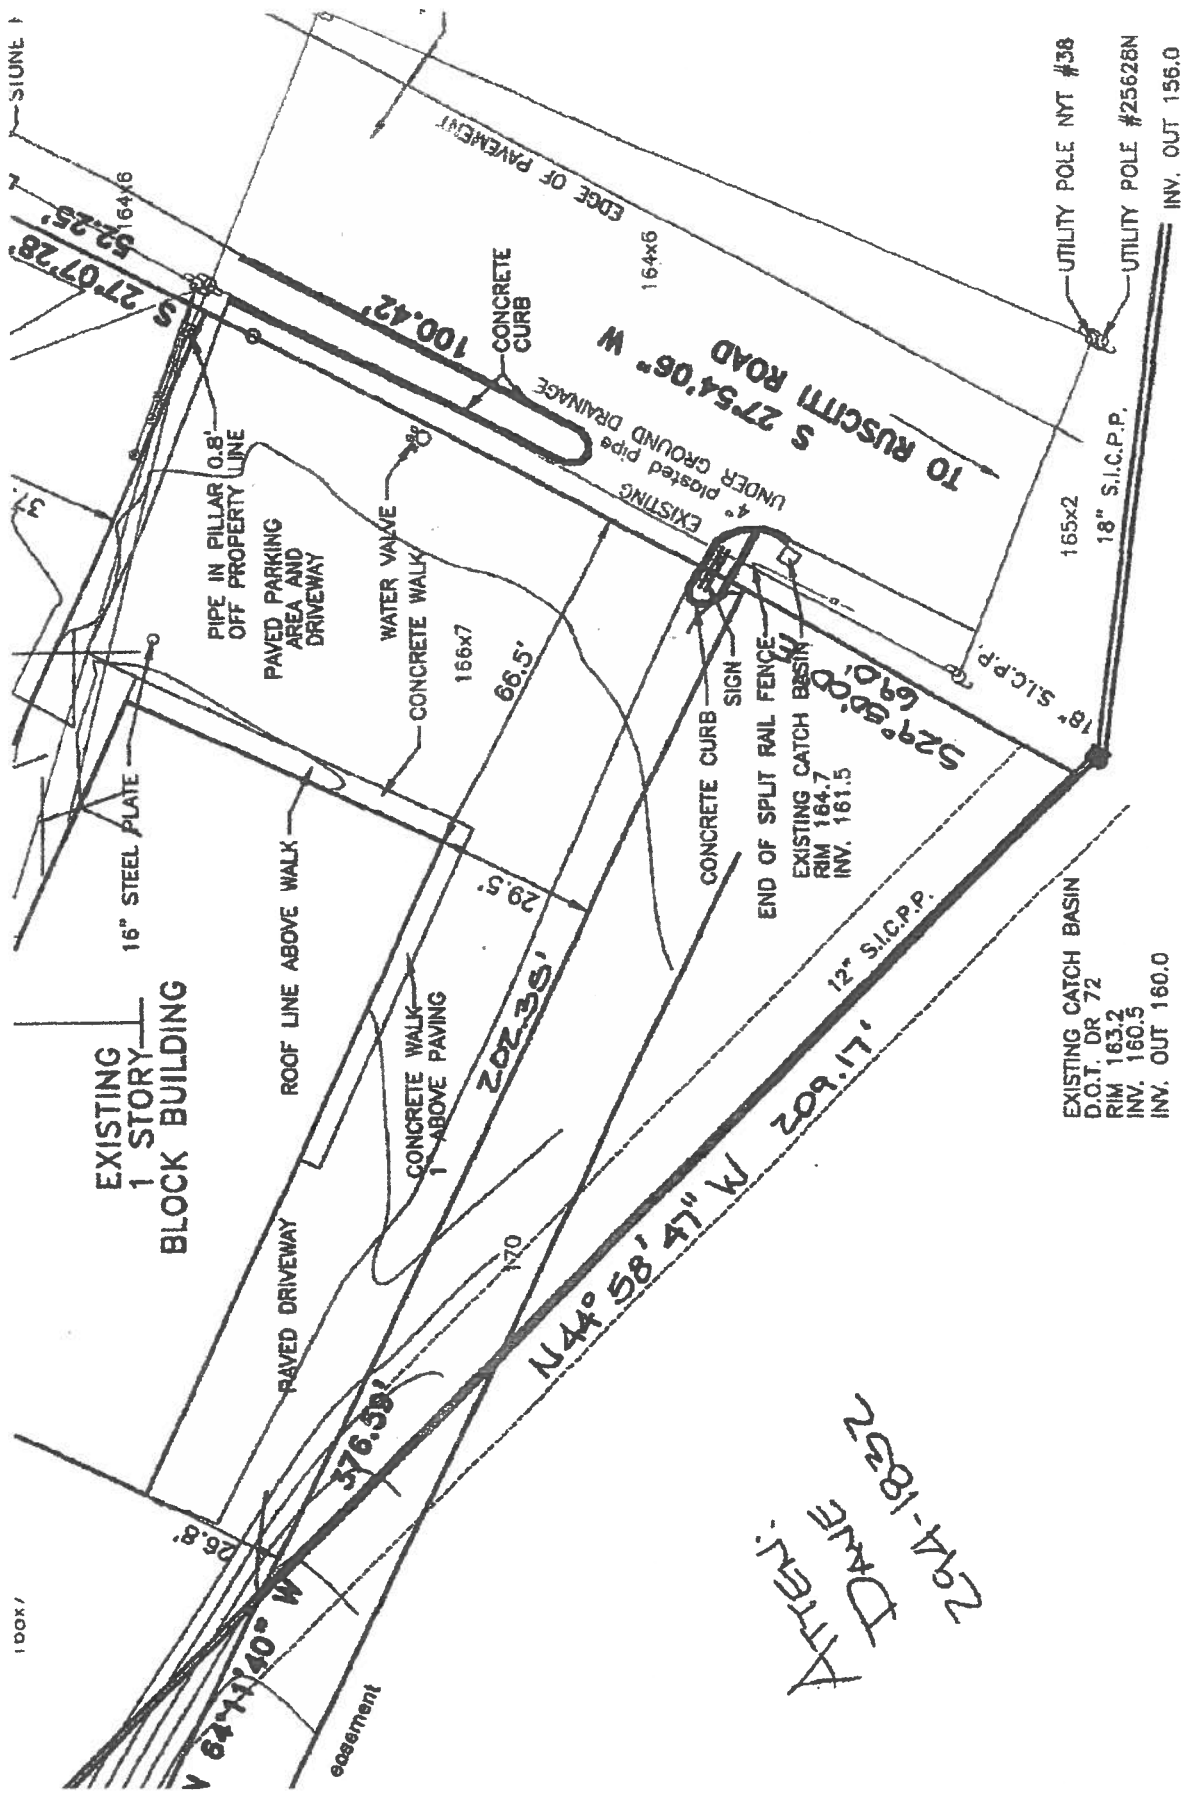 STONE
S 27°07'28"
52.25'
164x6
100.42'
CONCRETE
CURB
EDGE OF PAVEMENT
164x6
S 27°54'06" W
TO RUSCITTI ROAD
EXISTING
4" plasted pipe
UNDER GROUND DRAINAGE
UTILITY POLE NYT #38
UTILITY POLE #25628N
INV. OUT 156.0
165x2
18" S.I.C.P.P.
37.
PIPE IN PILLAR 0.8'
OFF PROPERTY LINE
PAVED PARKING
AREA AND
DRIVEWAY
WATER VALVE
CONCRETE WALK
166x7
66.5'
CONCRETE CURB
SIGN
END OF SPLIT RAIL FENCE
EXISTING CATCH BASIN
RIM 164.7
INV. 161.5
S29°50'00 E
69.0'
18" S.I.C.P.P.
16" STEEL PLATE
ROOF LINE ABOVE WALK
EXISTING
1 STORY
BLOCK BUILDING
29.5'
CONCRETE WALK
1" ABOVE PAVING
202.38'
12" S.I.C.P.P.
EXISTING CATCH BASIN
D.O.T. DR 72
RIM 163.2
INV. 160.5
INV. OUT 160.0
PAVED DRIVEWAY
170
N44° 58' 47" W 209.17'
376.59'
26.8'
64°11'40" W
easement
ATTEN:
DANE
294-1832